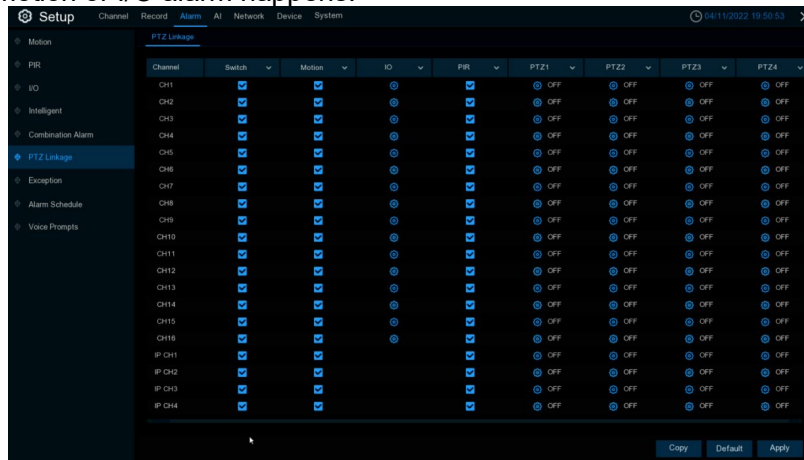 Setup Channel Record Alarm AI Network Device System 04/11/2022 19:50:53
Motion
PIR
I/O
Intelligent
Combination Alarm
PTZ Linkage
Exception
Alarm Schedule
Voice Prompts
PTZ Linkage
Channel Switch Motion IO PIR PTZ1 PTZ2 PTZ3 PTZ4
CH1 OFF OFF OFF OFF
CH2 OFF OFF OFF OFF
CH3 OFF OFF OFF OFF
CH4 OFF OFF OFF OFF
CH5 OFF OFF OFF OFF
CH6 OFF OFF OFF OFF
CH7 OFF OFF OFF OFF
CH8 OFF OFF OFF OFF
CH9 OFF OFF OFF OFF
CH10 OFF OFF OFF OFF
CH11 OFF OFF OFF OFF
CH12 OFF OFF OFF OFF
CH13 OFF OFF OFF OFF
CH14 OFF OFF OFF OFF
CH15 OFF OFF OFF OFF
CH16 OFF OFF OFF OFF
IP CH1 OFF OFF OFF OFF
IP CH2 OFF OFF OFF OFF
IP CH3 OFF OFF OFF OFF
IP CH4 OFF OFF OFF OFF
Copy Default Apply